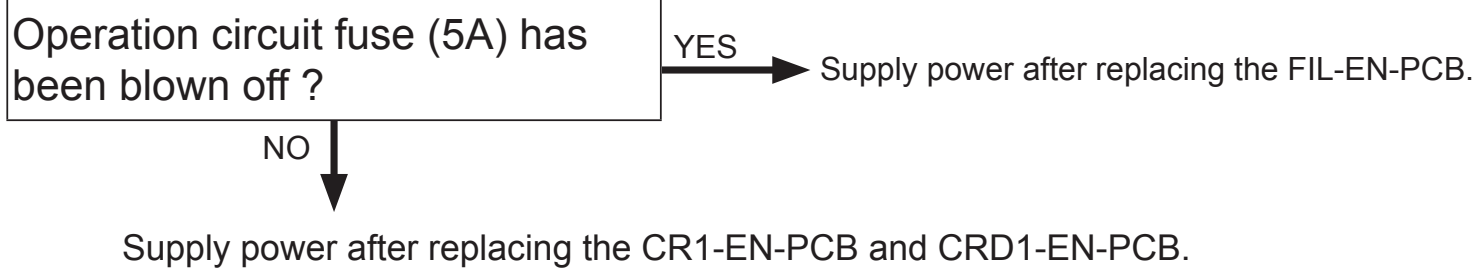 Operation circuit fuse (5A) has
been blown off ?
YES
Supply power after replacing the FIL-EN-PCB.
NO
Supply power after replacing the CR1-EN-PCB and CRD1-EN-PCB.